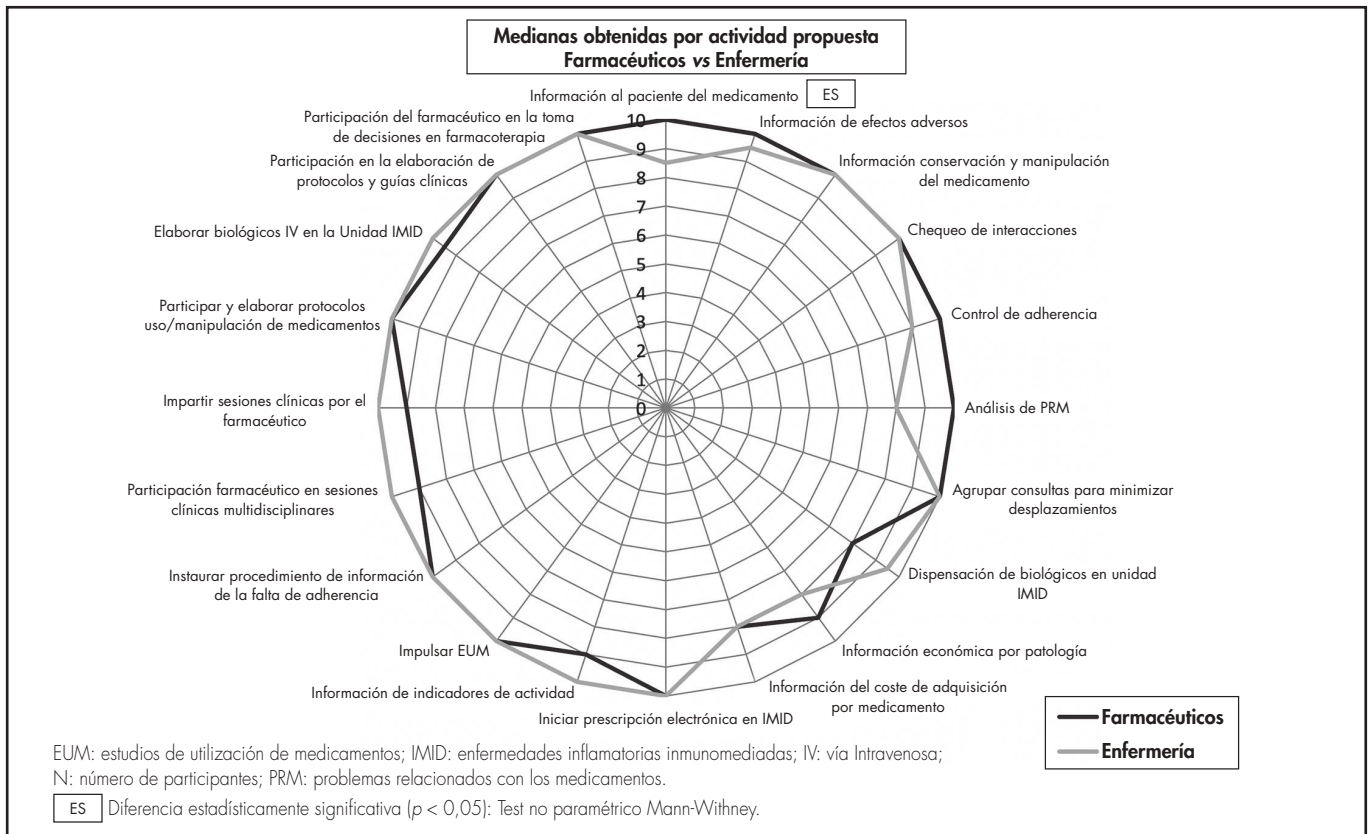 Medianas obtenidas por actividad propuesta
Farmacéuticos vs Enfermería
Información al paciente del medicamento
ES
Participación del farmacéutico en la toma
de decisiones en farmacoterapia
Información de efectos adversos
Participación en la elaboración de
protocolos y guías clínicas
Información conservación y manipulación
del medicamento
Elaborar biológicos IV en la Unidad IMID
Chequeo de interacciones
Participar y elaborar protocolos
uso/manipulación de medicamentos
Control de adherencia
Impartir sesiones clínicas por el
farmacéutico
Análisis de PRM
Participación farmacéutico en sesiones
clínicas multidisciplinares
Agrupar consultas para minimizar
desplazamientos
Instaurar procedimiento de información
de la falta de adherencia
Dispensación de biológicos en unidad
IMID
Impulsar EUM
Información económica por patología
Información de indicadores de actividad
Información del coste de adquisición
por medicamento
Iniciar prescripción electrónica en IMID
10
9
8
7
6
5
4
3
2
1
0
Farmacéuticos
Enfermería
EUM: estudios de utilización de medicamentos; IMID: enfermedades inflamatorias inmunomediadas; IV: vía Intravenosa;
N: número de participantes; PRM: problemas relacionados con los medicamentos.
ES Diferencia estadísticamente significativa (p < 0,05): Test no paramétrico Mann-Withney.